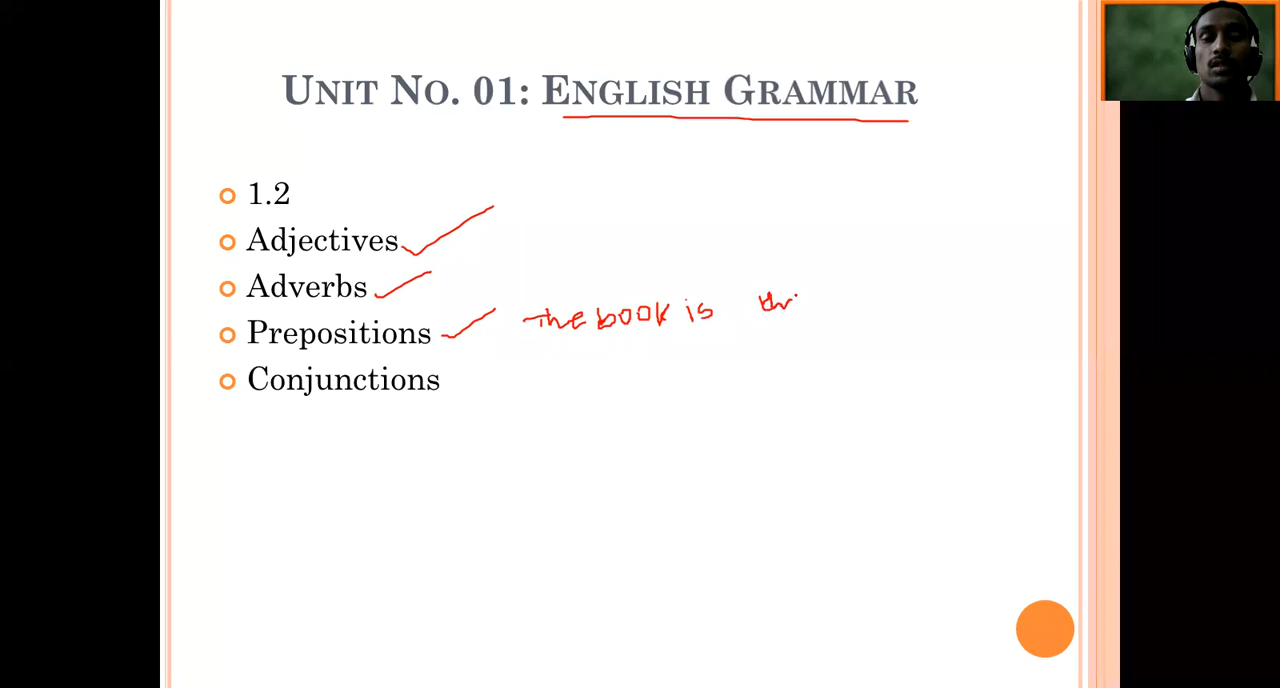 UNIT NO. 01: ENGLISH GRAMMAR
1.2
Adjectives
Adverbs
Prepositions The book is
Conjunctions